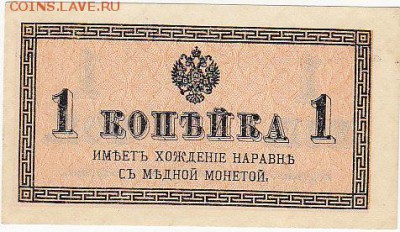 COINS.LAVE.RU
1 КОПѢЙКА 1
ИМѢЕТЪ ХОЖДЕНІЕ НАРАВНѢ
СЪ МѢДНОЙ МОНЕТОЙ.